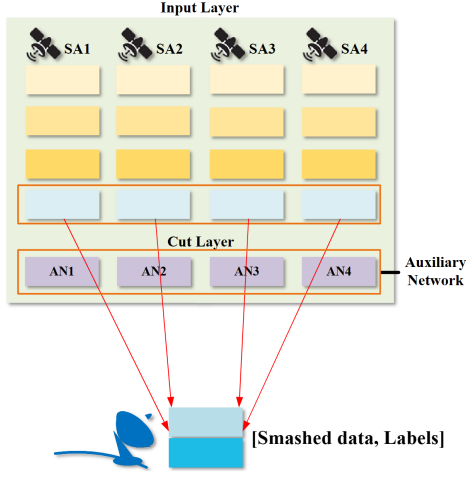 Input Layer
SA1 SA2 SA3 SA4
Cut Layer
AN1 AN2 AN3 AN4
Auxiliary
Network
[Smashed data, Labels]